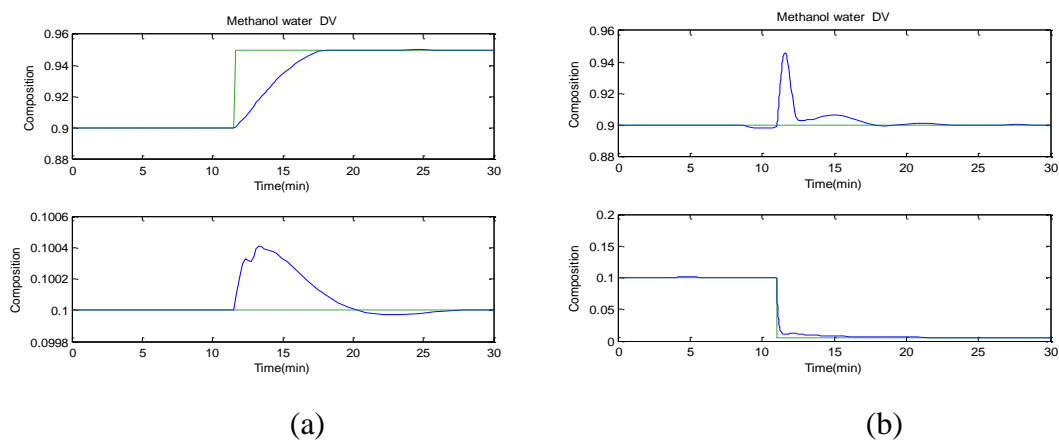 Methanol water DV
0.96
0.94
0.92
0.9
0.88
Composition
0 5 10 15 20 25 30
Time(min)
0.1006
0.1004
0.1002
0.1
0.0998
Composition
0 5 10 15 20 25 30
Time(min)
(a)
Methanol water DV
0.96
0.94
0.92
0.9
0.88
Composition
0 5 10 15 20 25 30
Time(min)
0.2
0.15
0.1
0.05
0
Composition
0 5 10 15 20 25 30
Time(min)
(b)